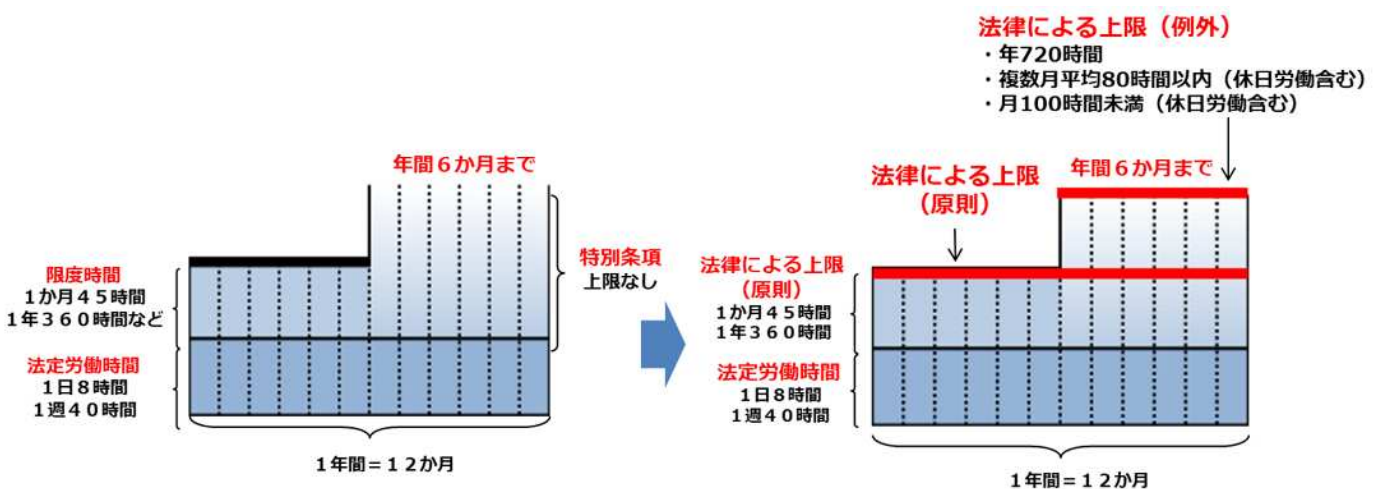 年間６か月まで
限度時間
１か月４５時間
１年３６０時間など
法定労働時間
１日８時間
１週４０時間
特別条項
上限なし
１年間＝１２か月
法律による上限（例外）
・年720時間
・複数月平均80時間以内（休日労働含む）
・月100時間未満（休日労働含む）
法律による上限
（原則）
年間６か月まで
法律による上限
（原則）
１か月４５時間
１年３６０時間
法定労働時間
１日８時間
１週４０時間
１年間＝１２か月